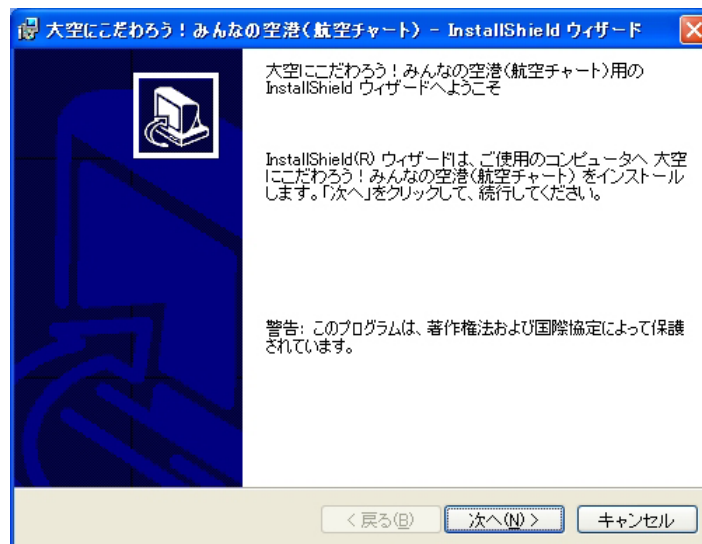 大空にこだわろう!みんなの空港(航空チャート) - InstallShield ウィザード
大空にこだわろう!みんなの空港(航空チャート)用の
InstallShield ウィザードへようこそ
InstallShield(R) ウィザードは、ご使用のコンピュータへ 大空
にこだわろう!みんなの空港(航空チャート) をインストール
します。「次へ」をクリックして、続行してください。
警告: このプログラムは、著作権法および国際協定によって保護
されています。
< 戻る(B)
次へ(N) >
キャンセル